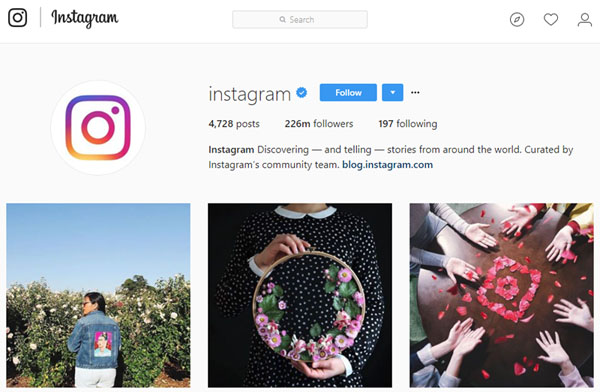 Instagram
Search
instagram
Follow
4,728 posts 226m followers 197 following
Instagram Discovering — and telling — stories from around the world. Curated by
Instagram's community team. blog.instagram.com